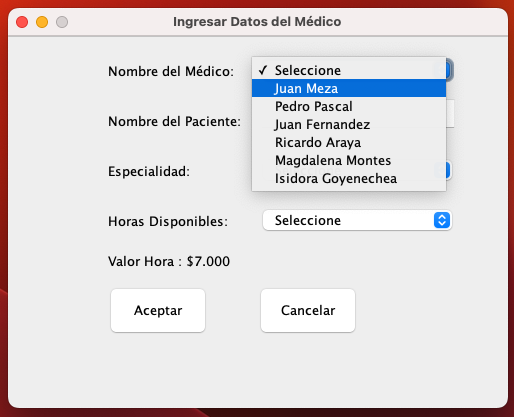 Ingresar Datos del Médico
Nombre del Médico:
✓ Seleccione
Juan Meza
Pedro Pascal
Juan Fernandez
Ricardo Araya
Magdalena Montes
Isidora Goyenechea
Nombre del Paciente:
Especialidad:
Horas Disponibles: Seleccione
Valor Hora : $7.000
Aceptar Cancelar